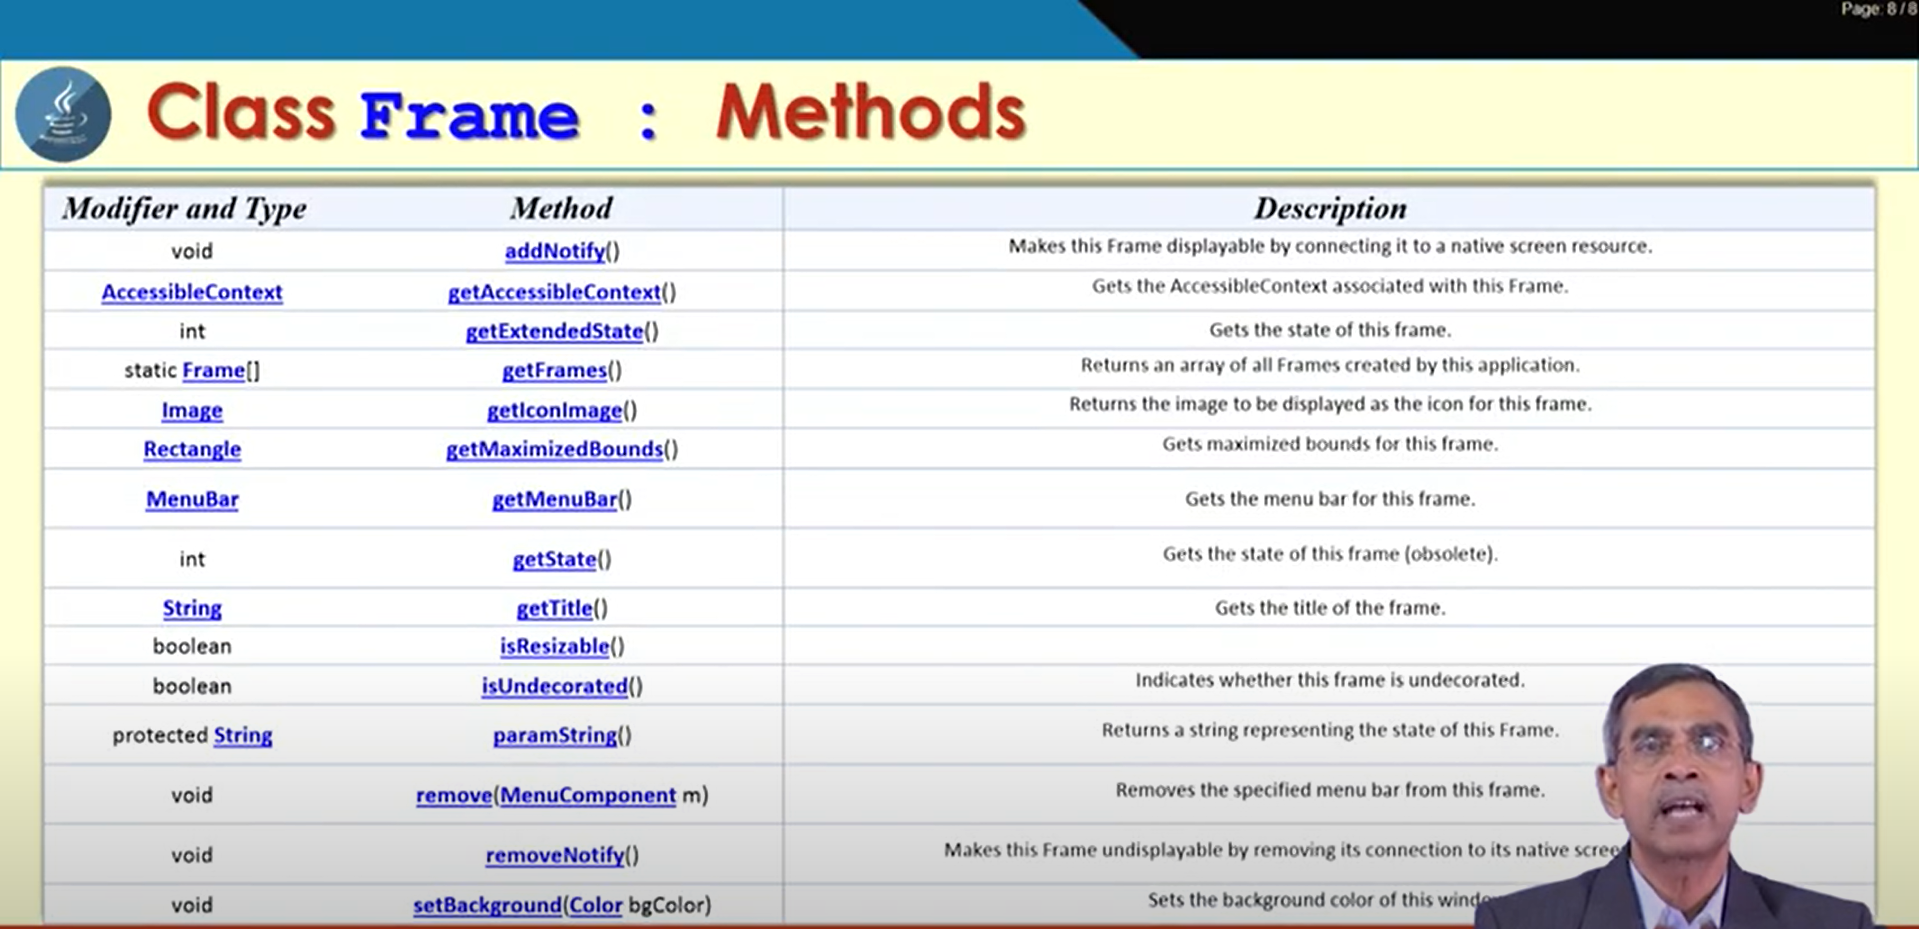 Page: 8 / 8
Class Frame : Methods
Modifier and Type Method Description
void addNotify() Makes this Frame displayable by connecting it to a native screen resource.
AccessibleContext getAccessibleContext() Gets the AccessibleContext associated with this Frame.
int getExtendedState() Gets the state of this frame.
static Frame[] getFrames() Returns an array of all Frames created by this application.
Image getIconImage() Returns the image to be displayed as the icon for this frame.
Rectangle getMaximizedBounds() Gets maximized bounds for this frame.
MenuBar getMenuBar() Gets the menu bar for this frame.
int getState() Gets the state of this frame (obsolete).
String getTitle() Gets the title of the frame.
boolean isResizable()
boolean isUndecorated() Indicates whether this frame is undecorated.
protected String paramString() Returns a string representing the state of this Frame.
void remove(MenuComponent m) Removes the specified menu bar from this frame.
void removeNotify() Makes this Frame undisplayable by removing its connection to its native
void setBackground(Color bgColor) Sets the background color of this